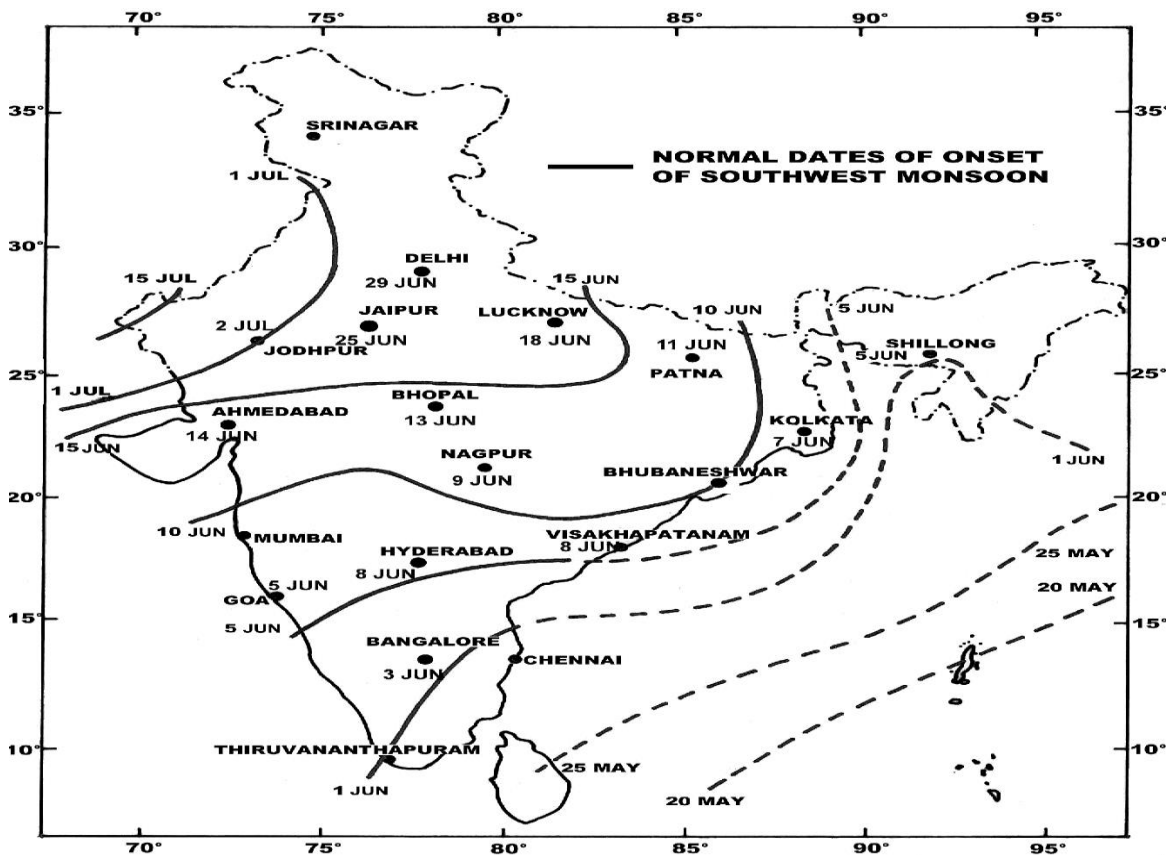 70° 75° 80° 85° 90° 95°
35° 35°
SRINAGAR
NORMAL DATES OF ONSET
OF SOUTHWEST MONSOON
1 JUL
30° 30°
DELHI
29 JUN
15 JUL
15 JUN
10 JUN
5 JUN
2 JUL
JAIPUR
25 JUN
LUCKNOW
18 JUN
11 JUN
PATNA
SHILLONG
5 JUN
JODHPUR
25° 25°
1 JUL
BHOPAL
13 JUN
AHMEDABAD
14 JUN
KOLKATA
7 JUN
15 JUN
NAGPUR
9 JUN
BHUBANESHWAR
1 JUN
20° 20°
10 JUN
MUMBAI
VISAKHAPATANAM
8 JUN
HYDERABAD
8 JUN
25 MAY
5 JUN
GOA
20 MAY
15° 15°
5 JUN
BANGALORE
3 JUN
CHENNAI
10° 10°
THIRUVANANTHAPURAM
1 JUN
25 MAY
20 MAY
70° 75° 80° 85° 90° 95°